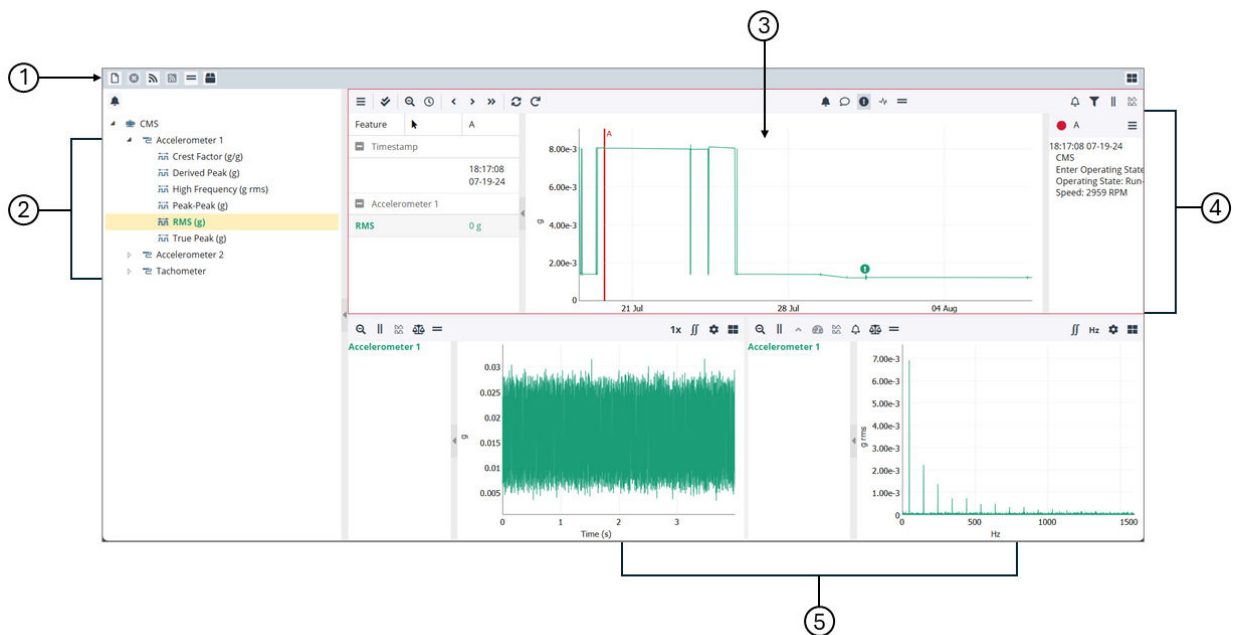 3
1
CMS
Accelerometer 1
Crest Factor (g/g)
Derived Peak (g)
High Frequency (g rms)
Peak-Peak (g)
RMS (g)
True Peak (g)
Accelerometer 2
Tachometer
2
Feature A
Timestamp
18:17:08
07-19-24
Accelerometer 1
RMS 0 g
A
8.00e-3
6.00e-3
4.00e-3
2.00e-3
0
g
21 Jul 28 Jul 04 Aug
A
18:17:08 07-19-24
CMS
Enter Operating State
Operating State: Run-
Speed: 2959 RPM
4
1x
Accelerometer 1
0.03
0.025
0.02
0.015
0.01
0.005
g
0 1 2 3
Time (s)
Hz
Accelerometer 1
7.00e-3
6.00e-3
5.00e-3
4.00e-3
3.00e-3
2.00e-3
1.00e-3
0
g rms
0 500 1000 1500
Hz
5